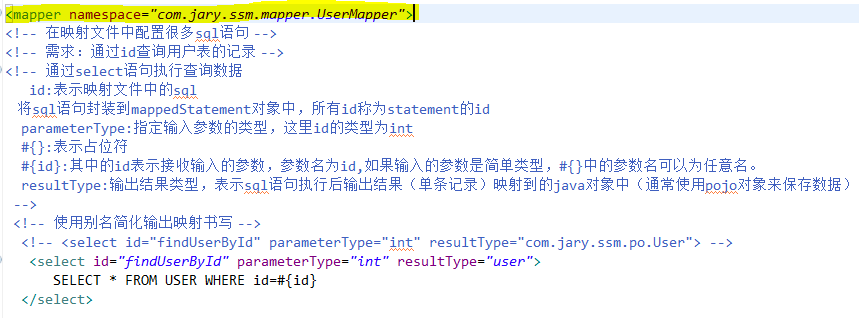 <mapper namespace="com.jary.ssm.mapper.UserMapper">
<!-- 在映射文件中配置很多sql语句 -->
<!-- 需求：通过id查询用户表的记录 -->
<!-- 通过select语句执行查询数据
id:表示映射文件中的sql
将sql语句封装到mappedStatement对象中，所有id称为statement的id
parameterType:指定输入参数的类型，这里id的类型为int
#{}:表示占位符
#{id}:其中的id表示接收输入的参数，参数名为id,如果输入的参数是简单类型，#{}中的参数名可以为任意名。
resultType:输出结果类型，表示sql语句执行后输出结果（单条记录）映射到的java对象中（通常使用pojo对象来保存数据）
-->
<!-- 使用别名简化输出映射书写 -->
<!-- <select id="findUserById" parameterType="int" resultType="com.jary.ssm.po.User"> -->
<select id="findUserById" parameterType="int" resultType="user">
SELECT * FROM USER WHERE id=#{id}
</select>